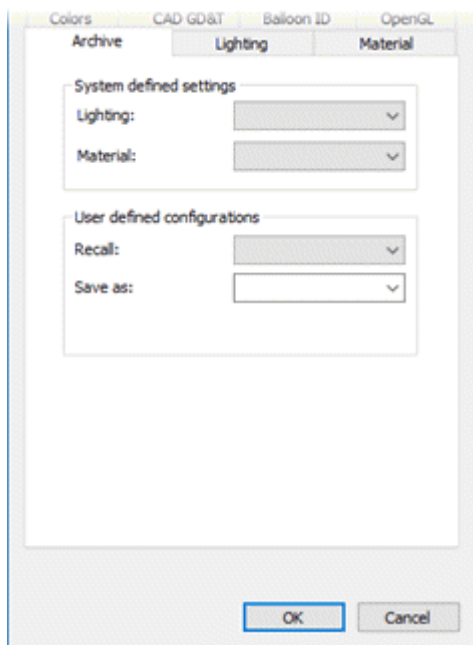 Colors CAD GD&T Balloon ID OpenGL
Archive Lighting Material
System defined settings
Lighting:
Material:
User defined configurations
Recall:
Save as:
OK Cancel